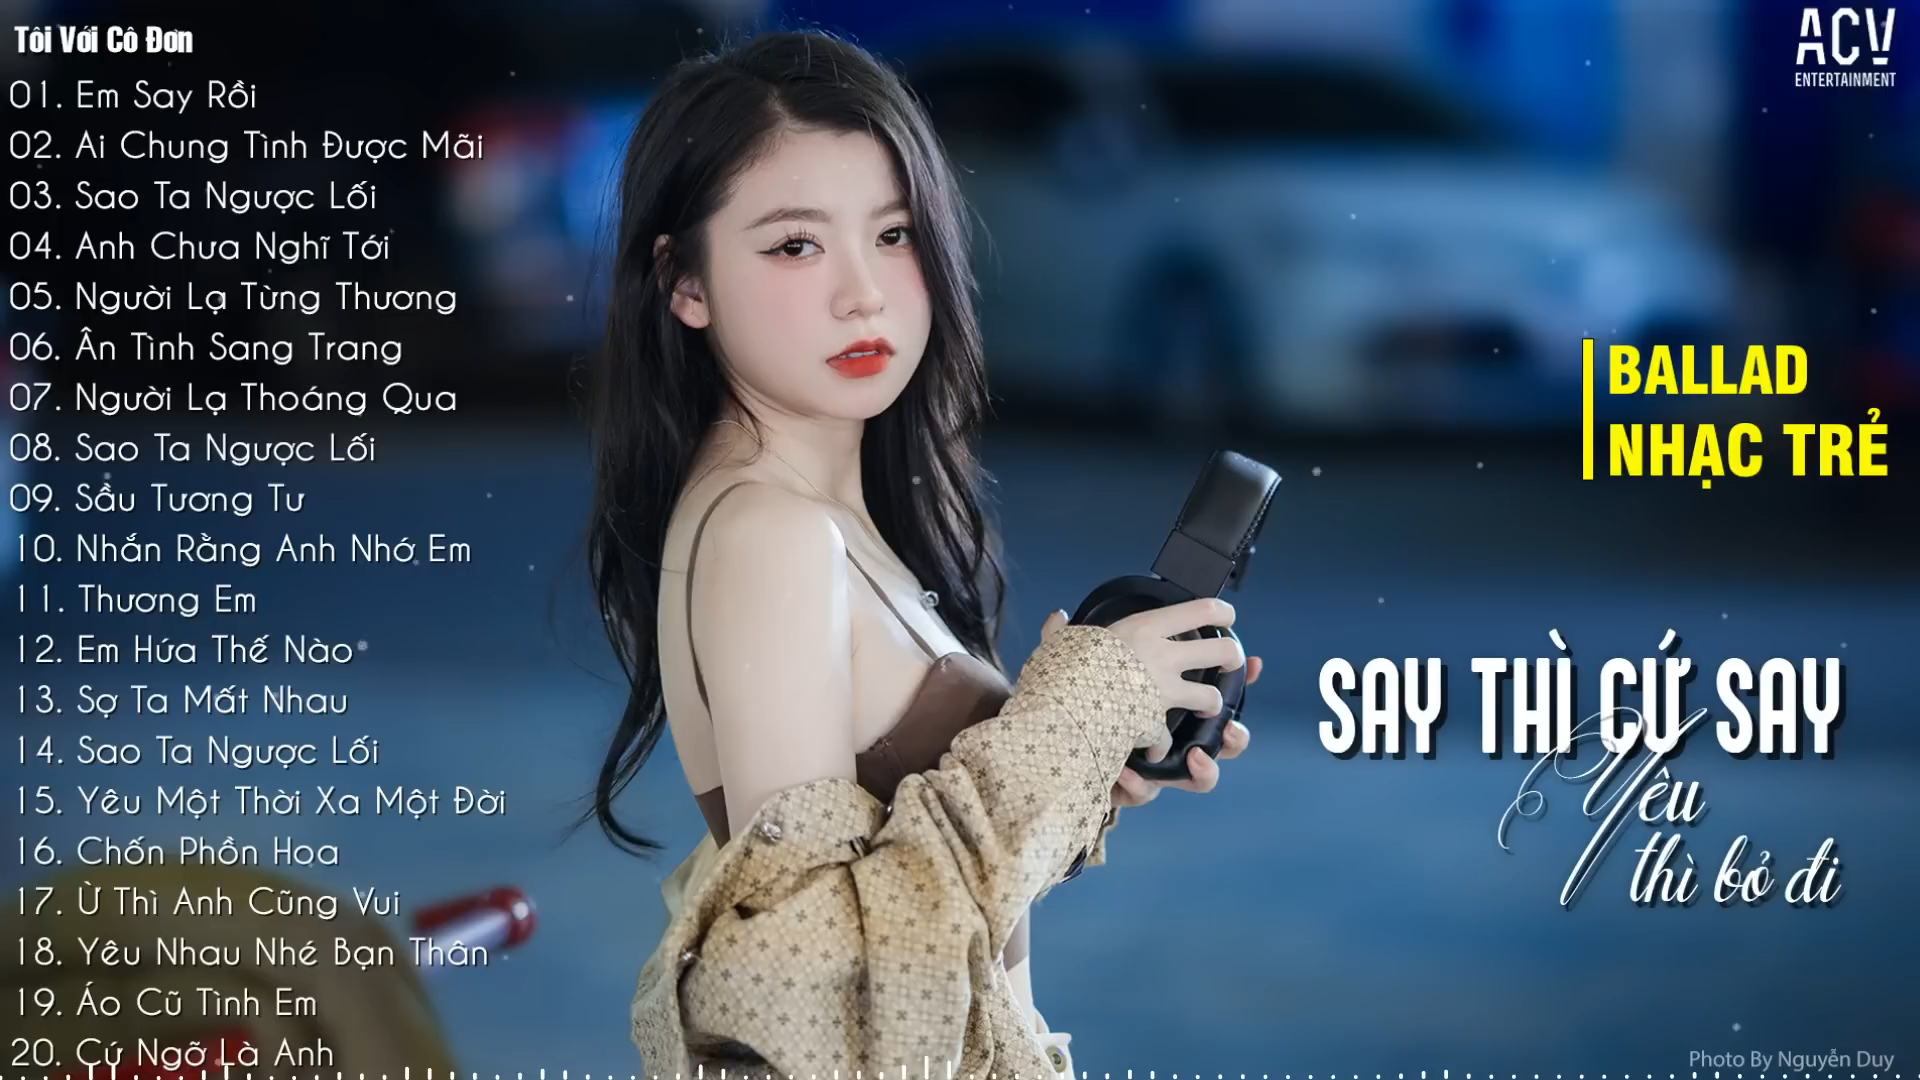 Tôi Với Cô Đơn
01. Em Say Rồi
02. Ai Chung Tình Được Mãi
03. Sao Ta Ngược Lối
04. Anh Chưa Nghĩ Tới
05. Người Lạ Từng Thương
06. Ân Tình Sang Trang
07. Người Lạ Thoáng Qua
08. Sao Ta Ngược Lối
09. Sầu Tương Tư
10. Nhắn Rằng Anh Nhớ Em
11. Thương Em
12. Em Hứa Thế Nào
13. Sợ Ta Mất Nhau
14. Sao Ta Ngược Lối
15. Yêu Một Thời Xa Một Đời
16. Chốn Phồn Hoa
17. Ừ Thì Anh Cũng Vui
18. Yêu Nhau Nhé Bạn Thân
19. Áo Cũ Tình Em
20. Cứ Ngỡ Là Anh
ACV
ENTERTAINMENT
BALLAD
NHẠC TRẺ
SAY THÌ CỨ SAY
Yêu
thì bỏ đi
Photo By Nguyễn Duy